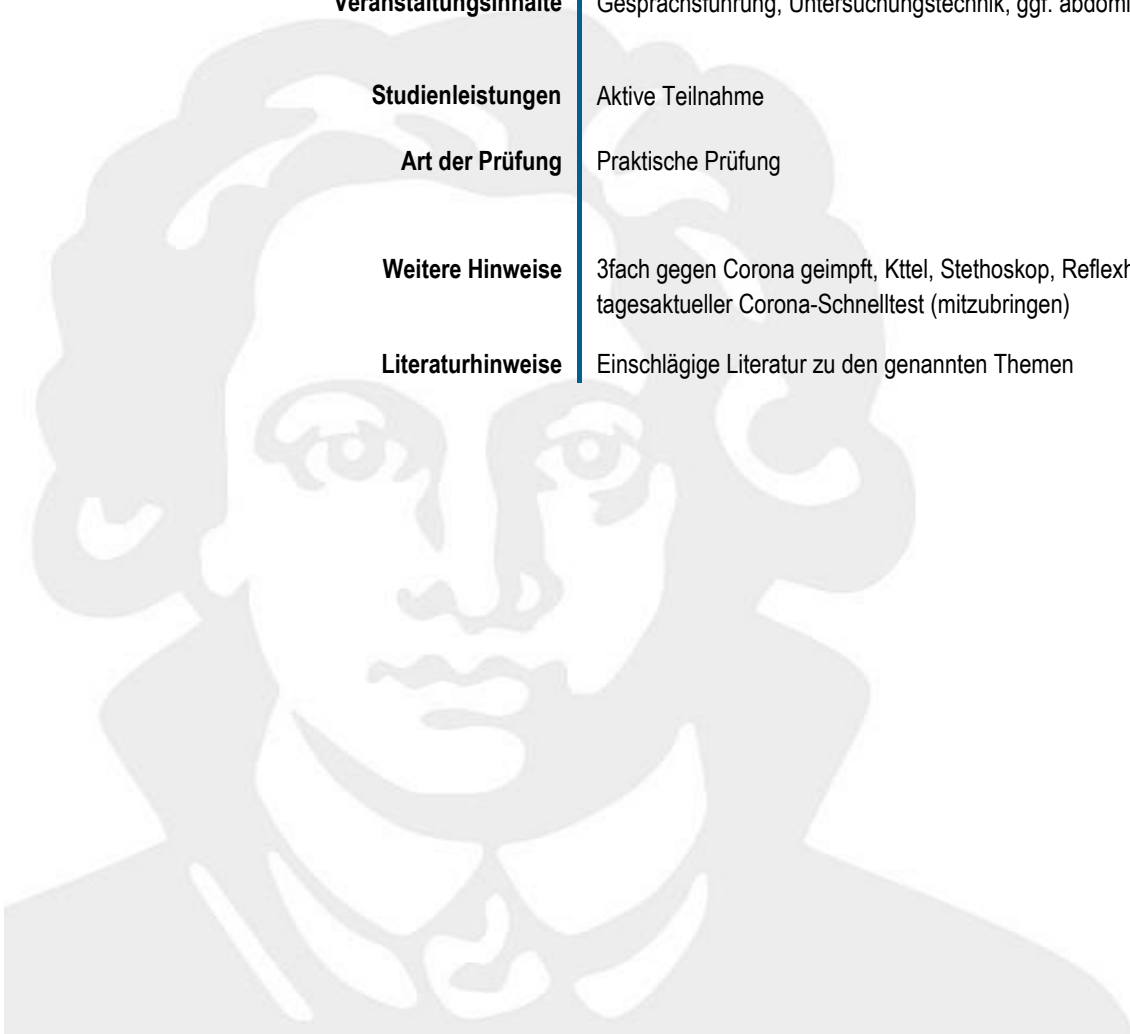 Veranstaltungsinhalte Gesprächsführung, Untersuchungstechnik, ggf.
Studienleistungen Aktive Teilnahme
Art der Prüfung Praktische Prüfung
Weitere Hinweise 3fach gegen Corona geimpft, Kttel, Stethoskop,
tagesaktueller Corona-Schnelltest (mitzubringen)
Literaturhinweise Einschlägige Literatur zu den genannten Themen